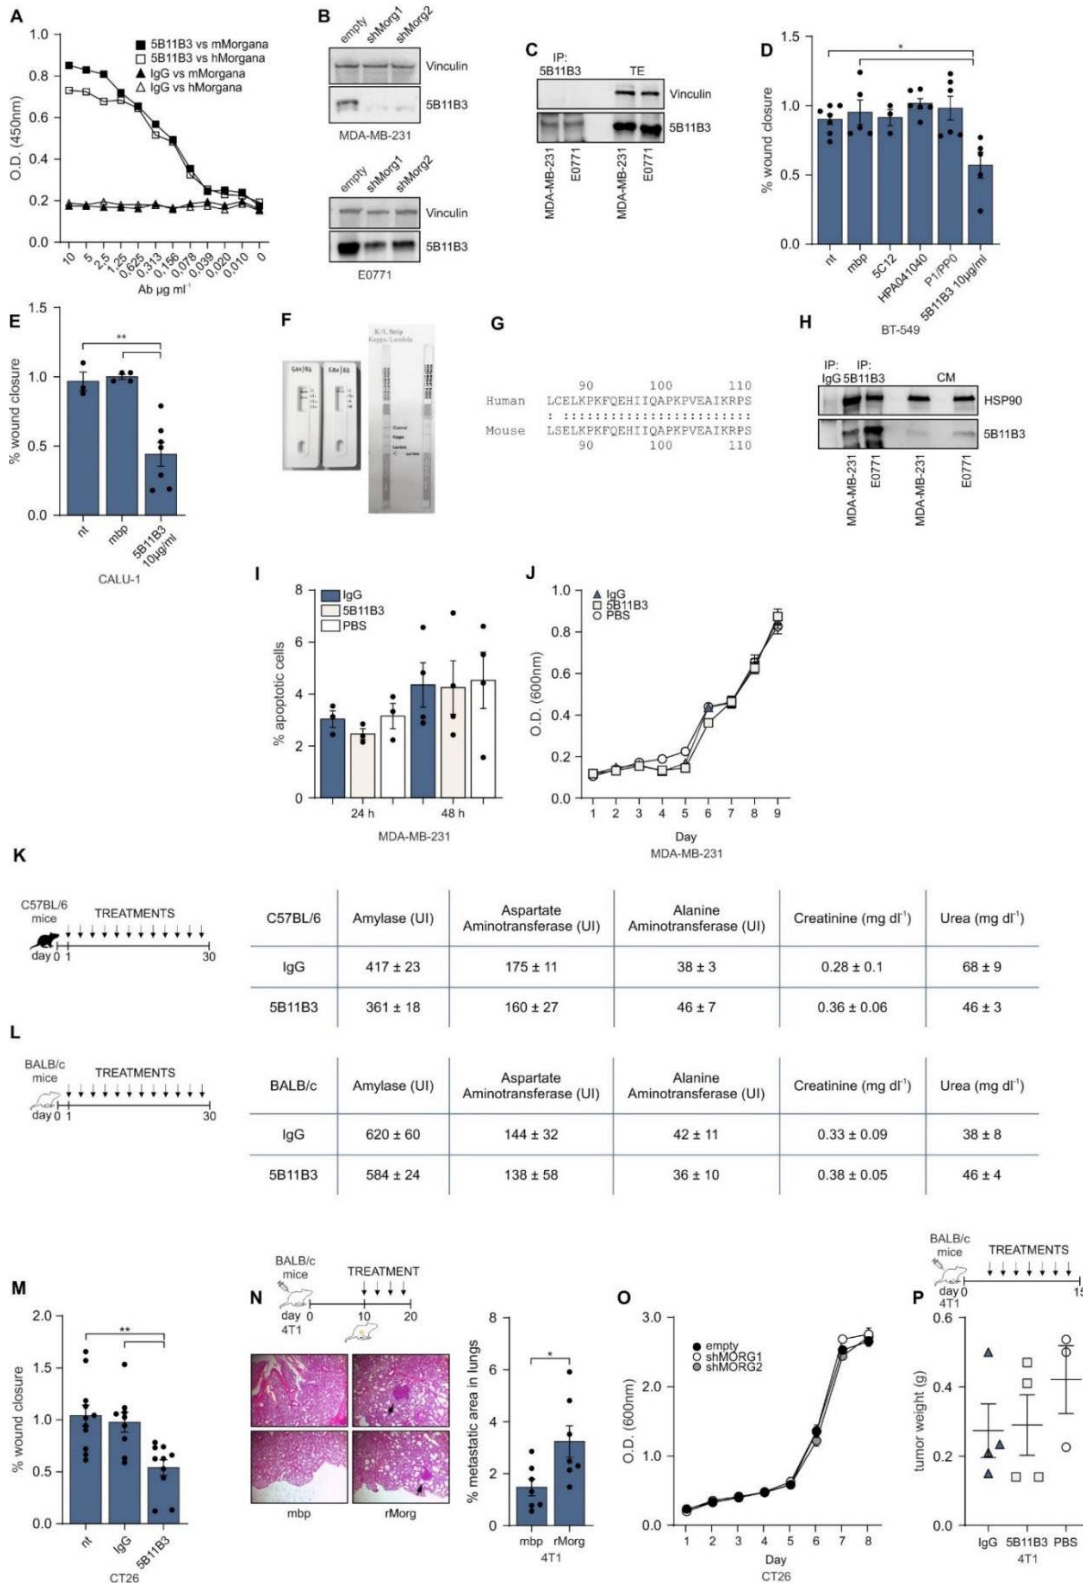 A
5B11B3 vs mMorgana
5B11B3 vs hMorgana
IgG vs mMorgana
IgG vs hMorgana
O.D. (450nm)
1.0
0.8
0.6
0.4
0.2
0.0
10 5 2,5 1,25 0,625 0,313 0,156 0,078 0,039 0,020 0,010 0
Ab µg ml⁻¹
B
empty shMorg1 shMorg2
Vinculin
5B11B3
MDA-MB-231
empty shMorg1 shMorg2
Vinculin
5B11B3
E0771
C
IP:
5B11B3 TE
Vinculin
5B11B3
MDA-MB-231 E0771 MDA-MB-231 E0771
D
% wound closure
1.5
1.0
0.5
0.0
*
nt mbp 5C12 HPA041040 P1/PP0 5B11B3 10µg/ml
BT-549
E
% wound closure
1.5
1.0
0.5
0.0
**
nt mbp 5B11B3
10µg/ml
CALU-1
F
K/L Strip
Kappa/Lambda
G
90 100 110
Human LCELKPKFQEHIIQAPKPVEAIKRPS
: : : : : : : : : : : : : : : : : : : : : : : : :
Mouse LSELKPKFQEHIIQAPKPVEAIKRPS
90 100 110
H
IP: IP:
IgG 5B11B3 CM
HSP90
5B11B3
MDA-MB-231 E0771 MDA-MB-231 E0771
I
IgG
5B11B3
PBS
% apoptotic cells
8
6
4
2
0
24 h 48 h
MDA-MB-231
J
IgG
5B11B3
PBS
O.D. (600nm)
1.0
0.8
0.6
0.4
0.2
0.0
1 2 3 4 5 6 7 8 9
Day
MDA-MB-231
K
C57BL/6
mice
TREATMENTS
day 0 1 30
C57BL/6 Amylase (UI) Aspartate Aminotransferase (UI) Alanine Aminotransferase (UI) Creatinine (mg dl⁻¹) Urea (mg dl⁻¹)
IgG 417 ± 23 175 ± 11 38 ± 3 0.28 ± 0.1 68 ± 9
5B11B3 361 ± 18 160 ± 27 46 ± 7 0.36 ± 0.06 46 ± 3
L
BALB/c
mice
TREATMENTS
day 0 1 30
BALB/c Amylase (UI) Aspartate Aminotransferase (UI) Alanine Aminotransferase (UI) Creatinine (mg dl⁻¹) Urea (mg dl⁻¹)
IgG 620 ± 60 144 ± 32 42 ± 11 0.33 ± 0.09 38 ± 8
5B11B3 584 ± 24 138 ± 58 36 ± 10 0.38 ± 0.05 46 ± 4
M
% wound closure
2.0
1.5
1.0
0.5
0.0
**
nt IgG 5B11B3
CT26
N
BALB/c
mice
TREATMENT
day 0 10 20
4T1
mbp rMorg
% metastatic area in lungs
8
6
4
2
0
*
mbp rMorg
4T1
O
empty
shMORG1
shMORG2
O.D. (600nm)
3.0
2.0
1.0
0.0
1 2 3 4 5 6 7 8
Day
CT26
P
BALB/c
mice
TREATMENTS
day 0 15
4T1
tumor weight (g)
0.6
0.4
0.2
0.0
IgG 5B11B3 PBS
4T1